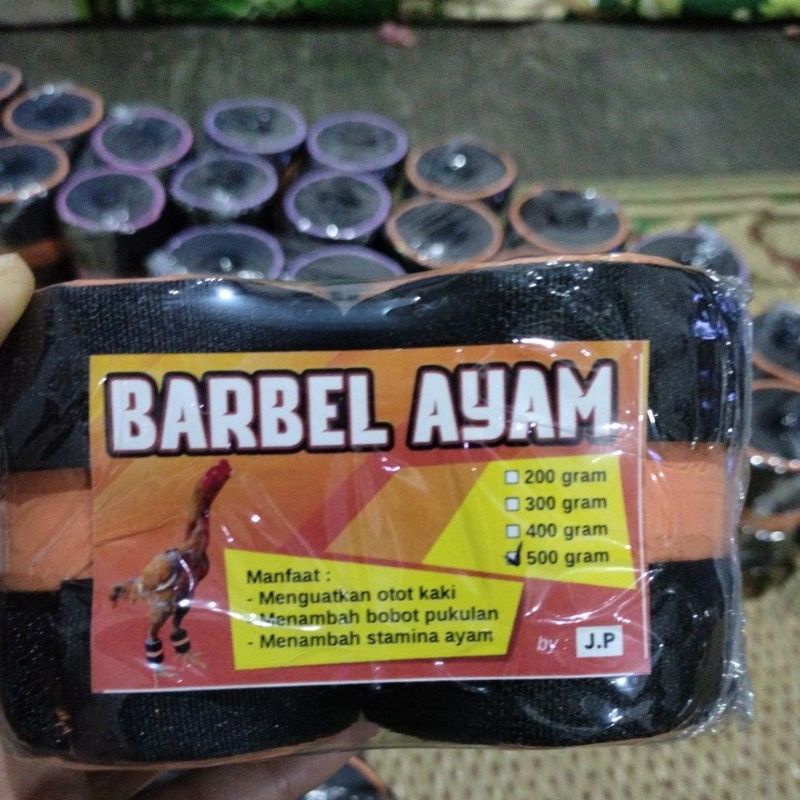 BARBEL AYAM
200 gram
300 gram
400 gram
500 gram
Manfaat :
- Menguatkan otot kaki
- Menambah bobot pukulan
- Menambah stamina ayam
by : J.P